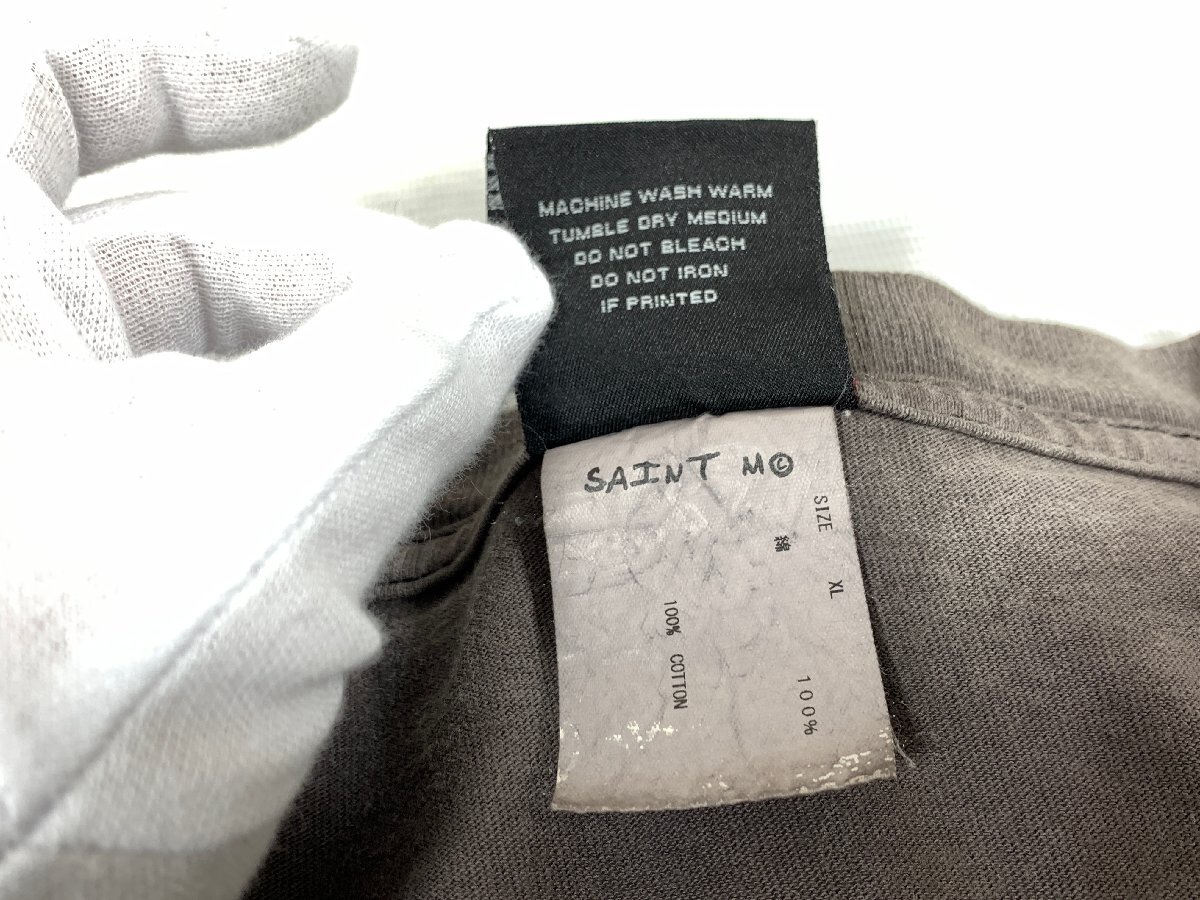 MACHINE WASH WARM
TUMBLE DRY MEDIUM
DO NOT BLEACH
DO NOT IRON
IF PRINTED
SAINT M©
SIZE XL
綿 100%
100% COTTON